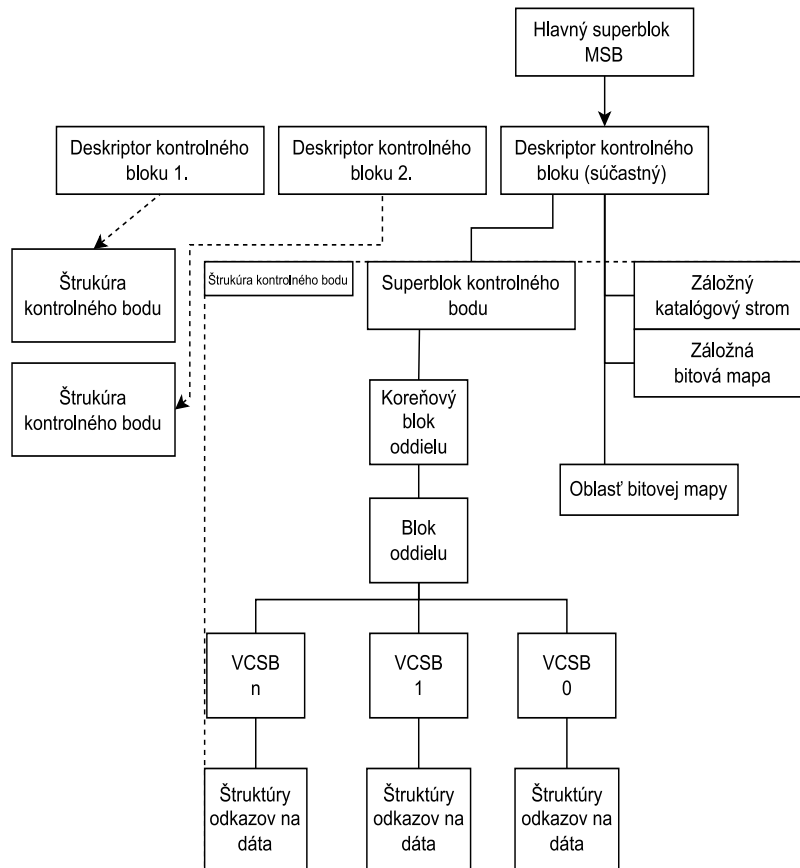 Hlavný superblok
MSB
Deskriptor kontrolného
bloku 1.
Deskriptor kontrolného
bloku 2.
Deskriptor kontrolného
bloku (súčastný)
Štrukúra
kontrolného bodu
Štrukúra kontrolného bodu
Superblok kontrolného
bodu
Záložný
katalógový strom
Záložná
bitová mapa
Štrukúra
kontrolného bodu
Koreňový
blok
oddielu
Oblasť bitovej mapy
Blok
oddielu
VCSB
n
VCSB
1
VCSB
0
Štruktúry
odkazov na
dáta
Štruktúry
odkazov na
dáta
Štruktúry
odkazov na
dáta